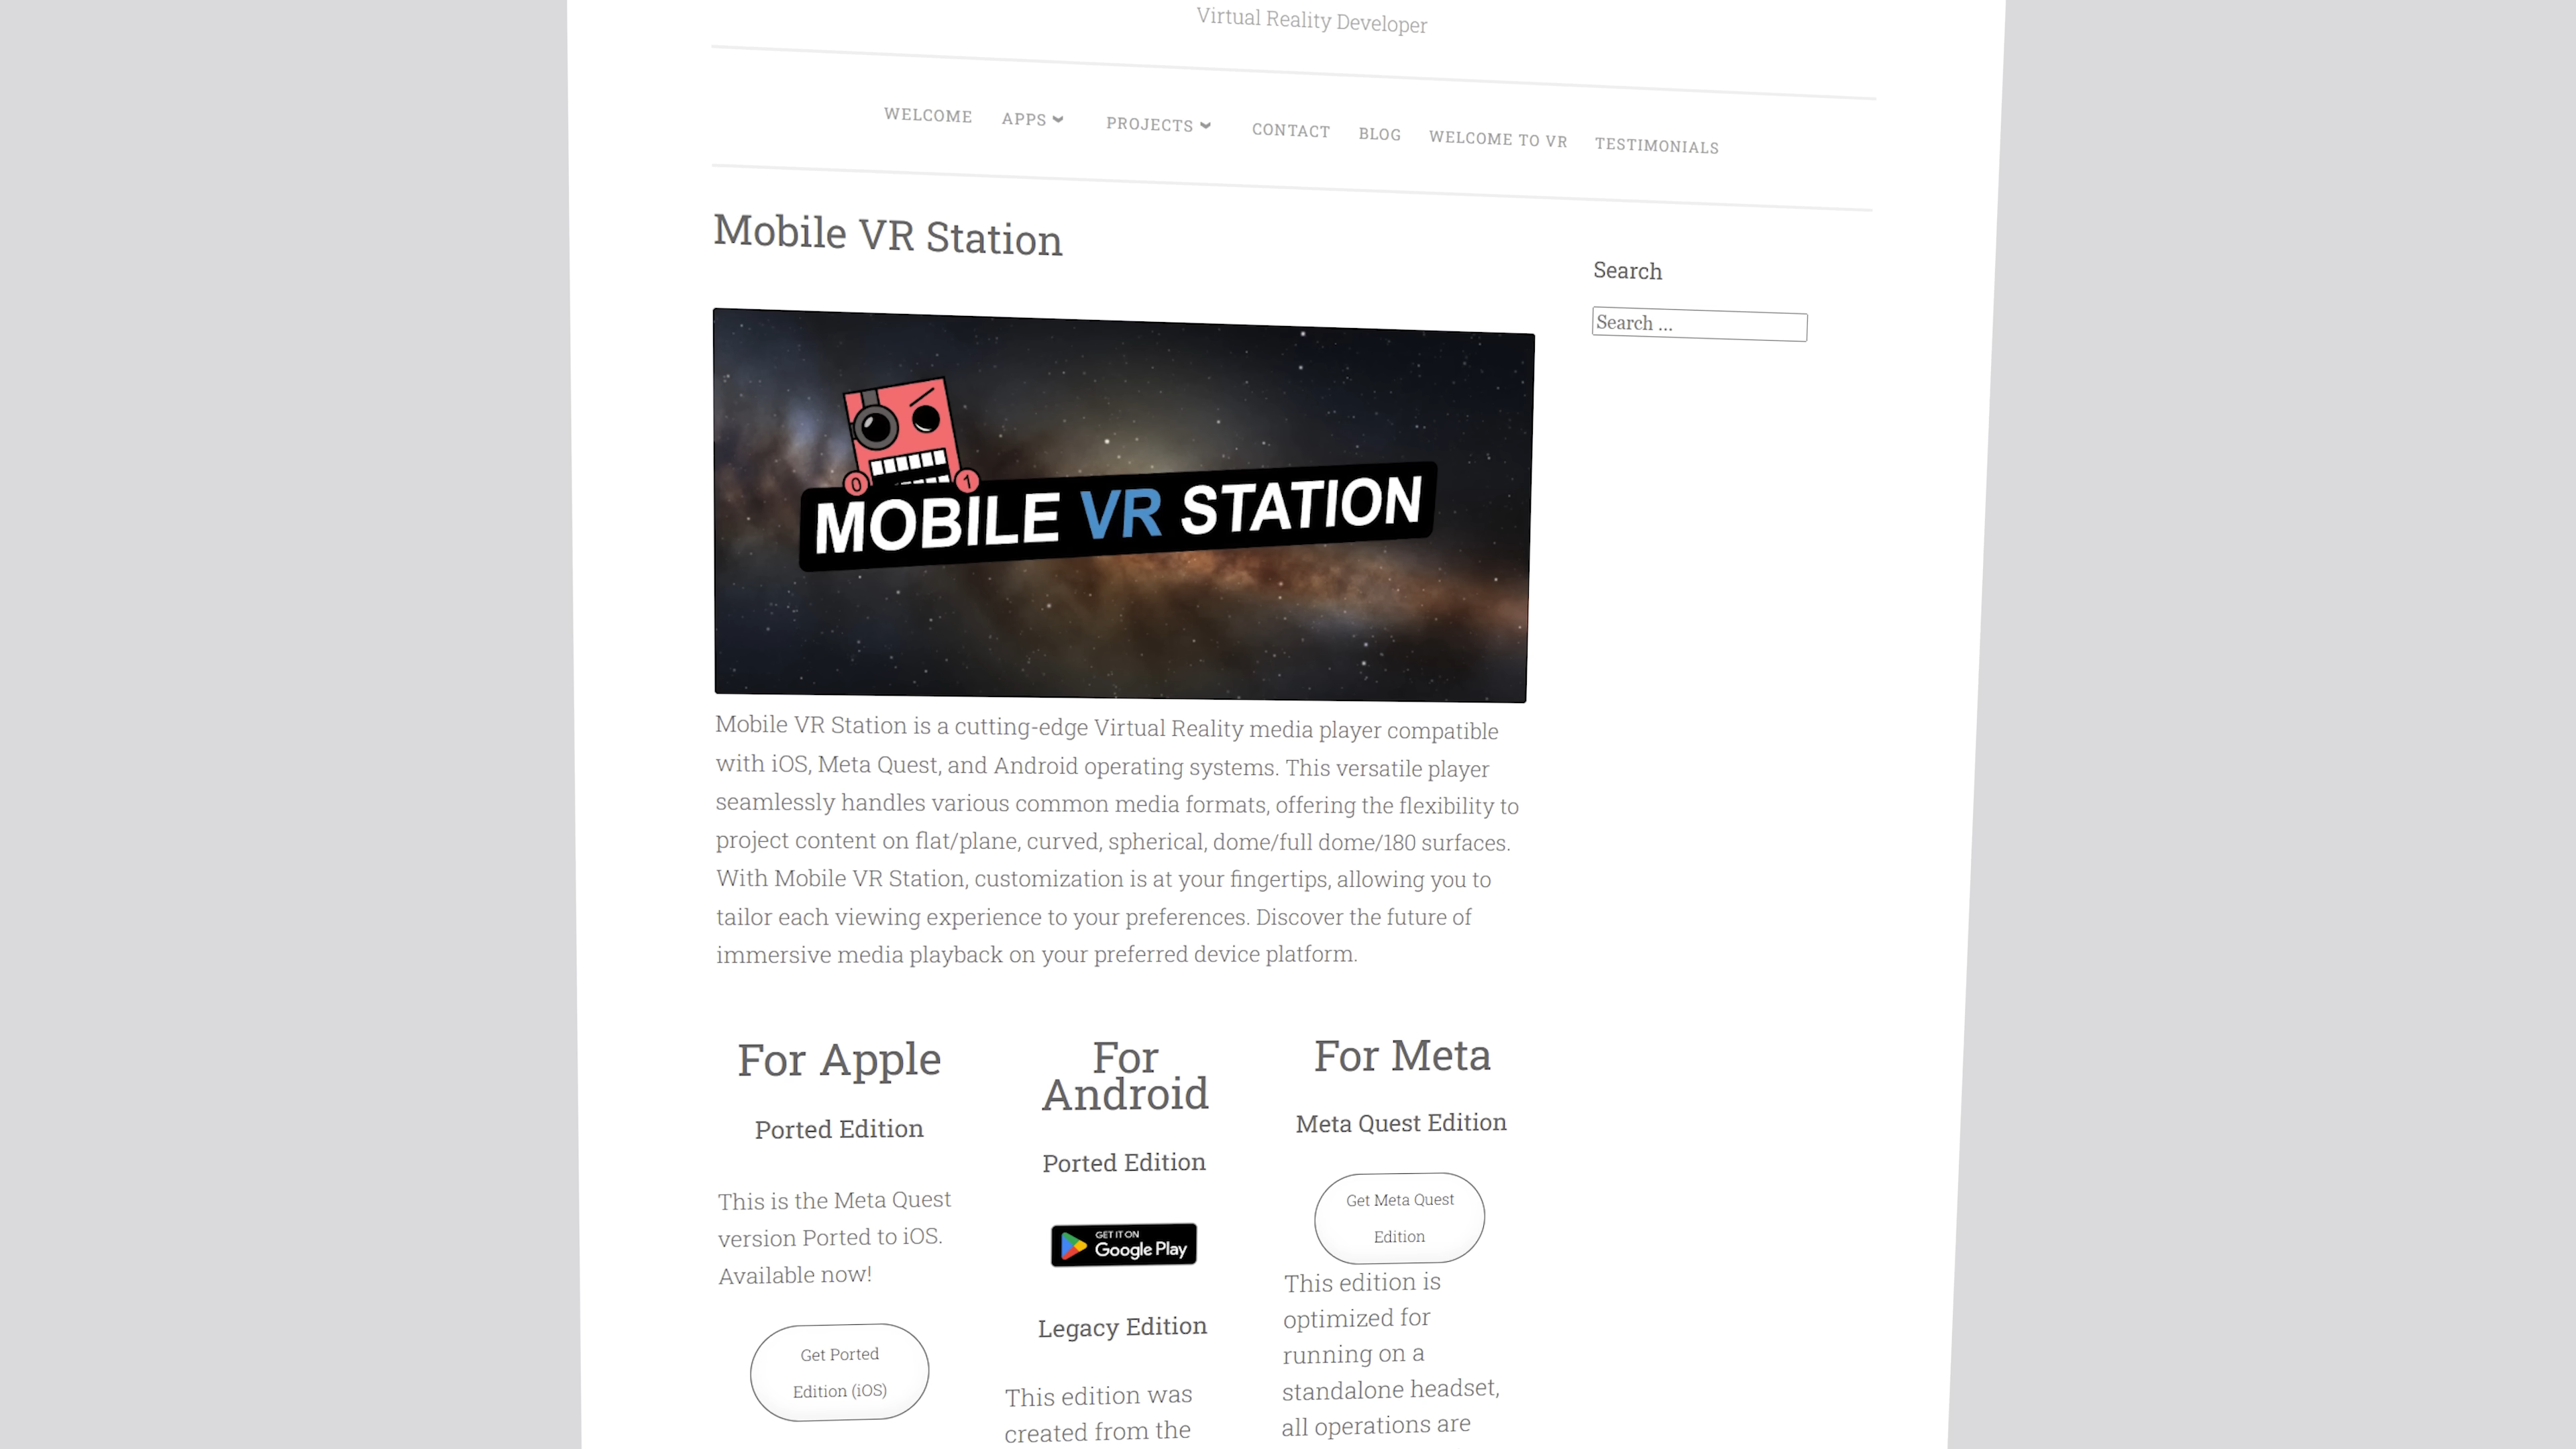 Virtual Reality Developer
WELCOME APPS PROJECTS CONTACT BLOG WELCOME TO VR TESTIMONIALS
Mobile VR Station
Search
Search ...
0 1
MOBILE VR STATION
Mobile VR Station is a cutting-edge Virtual Reality media player compatible
with iOS, Meta Quest, and Android operating systems. This versatile player
seamlessly handles various common media formats, offering the flexibility to
project content on flat/plane, curved, spherical, dome/full dome/180 surfaces.
With Mobile VR Station, customization is at your fingertips, allowing you to
tailor each viewing experience to your preferences. Discover the future of
immersive media playback on your preferred device platform.
For Apple
Ported Edition
This is the Meta Quest
version Ported to iOS.
Available now!
Get Ported
Edition (iOS)
For
Android
Ported Edition
GET IT ON
Google Play
Legacy Edition
This edition was
created from the
For Meta
Meta Quest Edition
Get Meta Quest
Edition
This edition is
optimized for
running on a
standalone headset,
all operations are